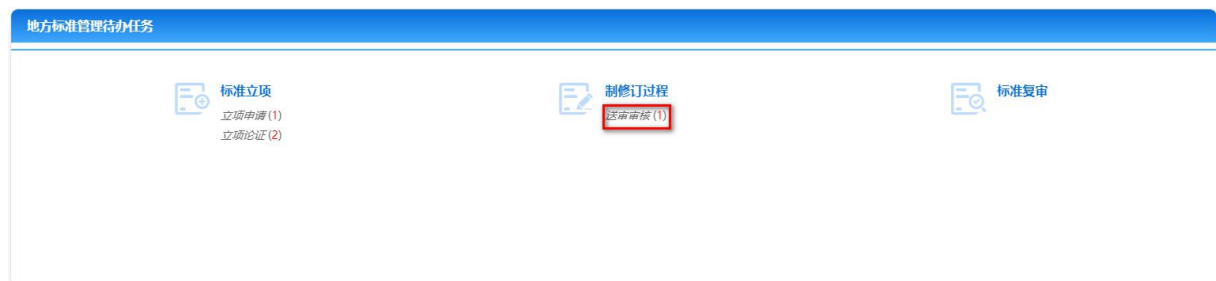 地方标准管理待办任务
标准立项
立项申请(1)
立项论证(2)
制修订过程
送审审核(1)
标准复审